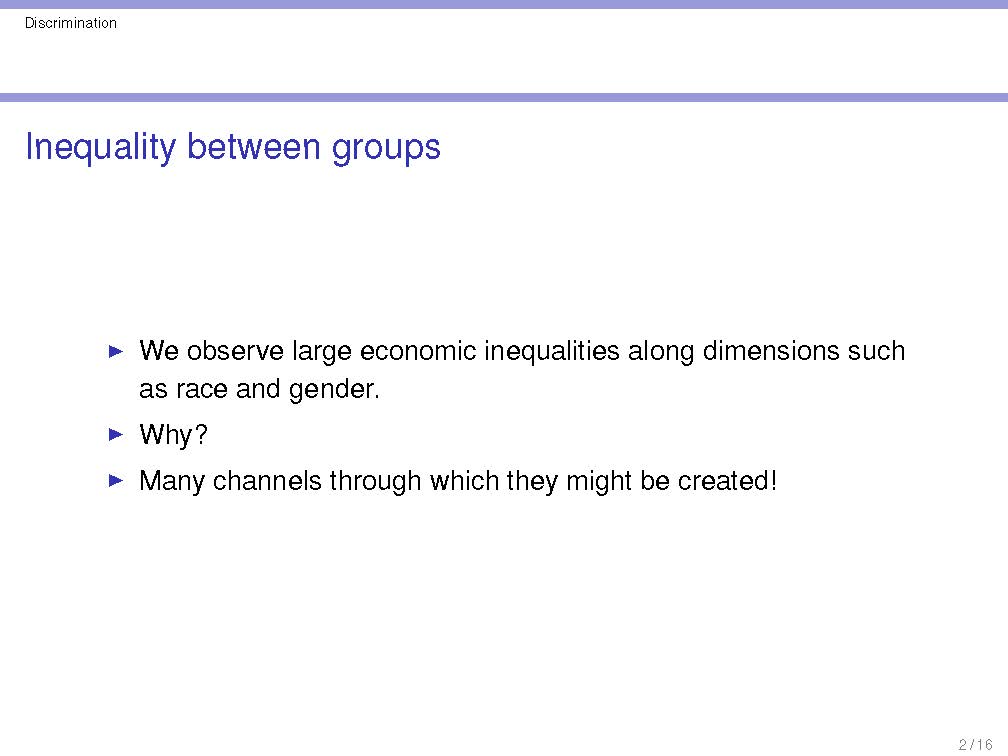 Discrimination
Inequality between groups
▶ We observe large economic inequalities along dimensions such
as race and gender.
▶ Why?
▶ Many channels through which they might be created!
2 / 16